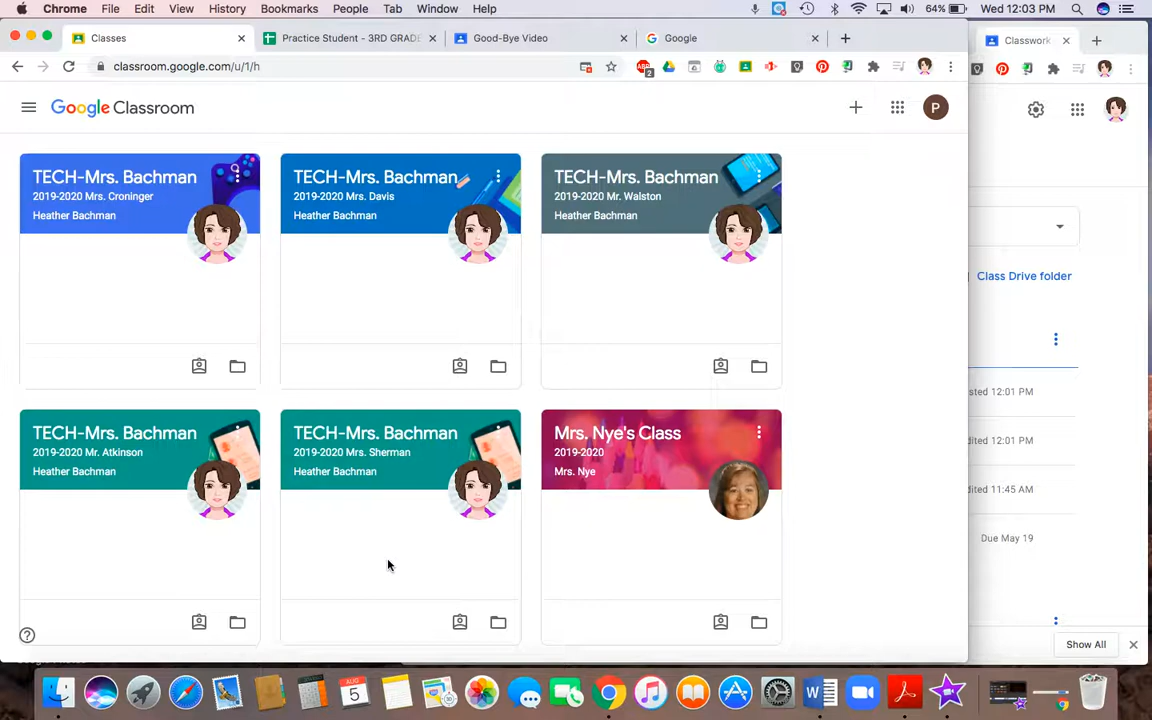 Chrome File Edit View History Bookmarks People Tab Window Help 64% Wed 12:03 PM
Classes Practice Student - 3RD GRADE Good-Bye Video Google Classwork
classroom.google.com/u/1/h 2
Google Classroom P
TECH-Mrs. Bachman
2019-2020 Mrs. Croninger
Heather Bachman
TECH-Mrs. Bachman
2019-2020 Mrs. Davis
Heather Bachman
TECH-Mrs. Bachman
2019-2020 Mr. Walston
Heather Bachman
TECH-Mrs. Bachman
2019-2020 Mr. Atkinson
Heather Bachman
TECH-Mrs. Bachman
2019-2020 Mrs. Sherman
Heather Bachman
Mrs. Nye's Class
2019-2020
Mrs. Nye
Class Drive folder
sted 12:01 PM
dited 12:01 PM
dited 11:45 AM
Due May 19
Show All
AUG
5